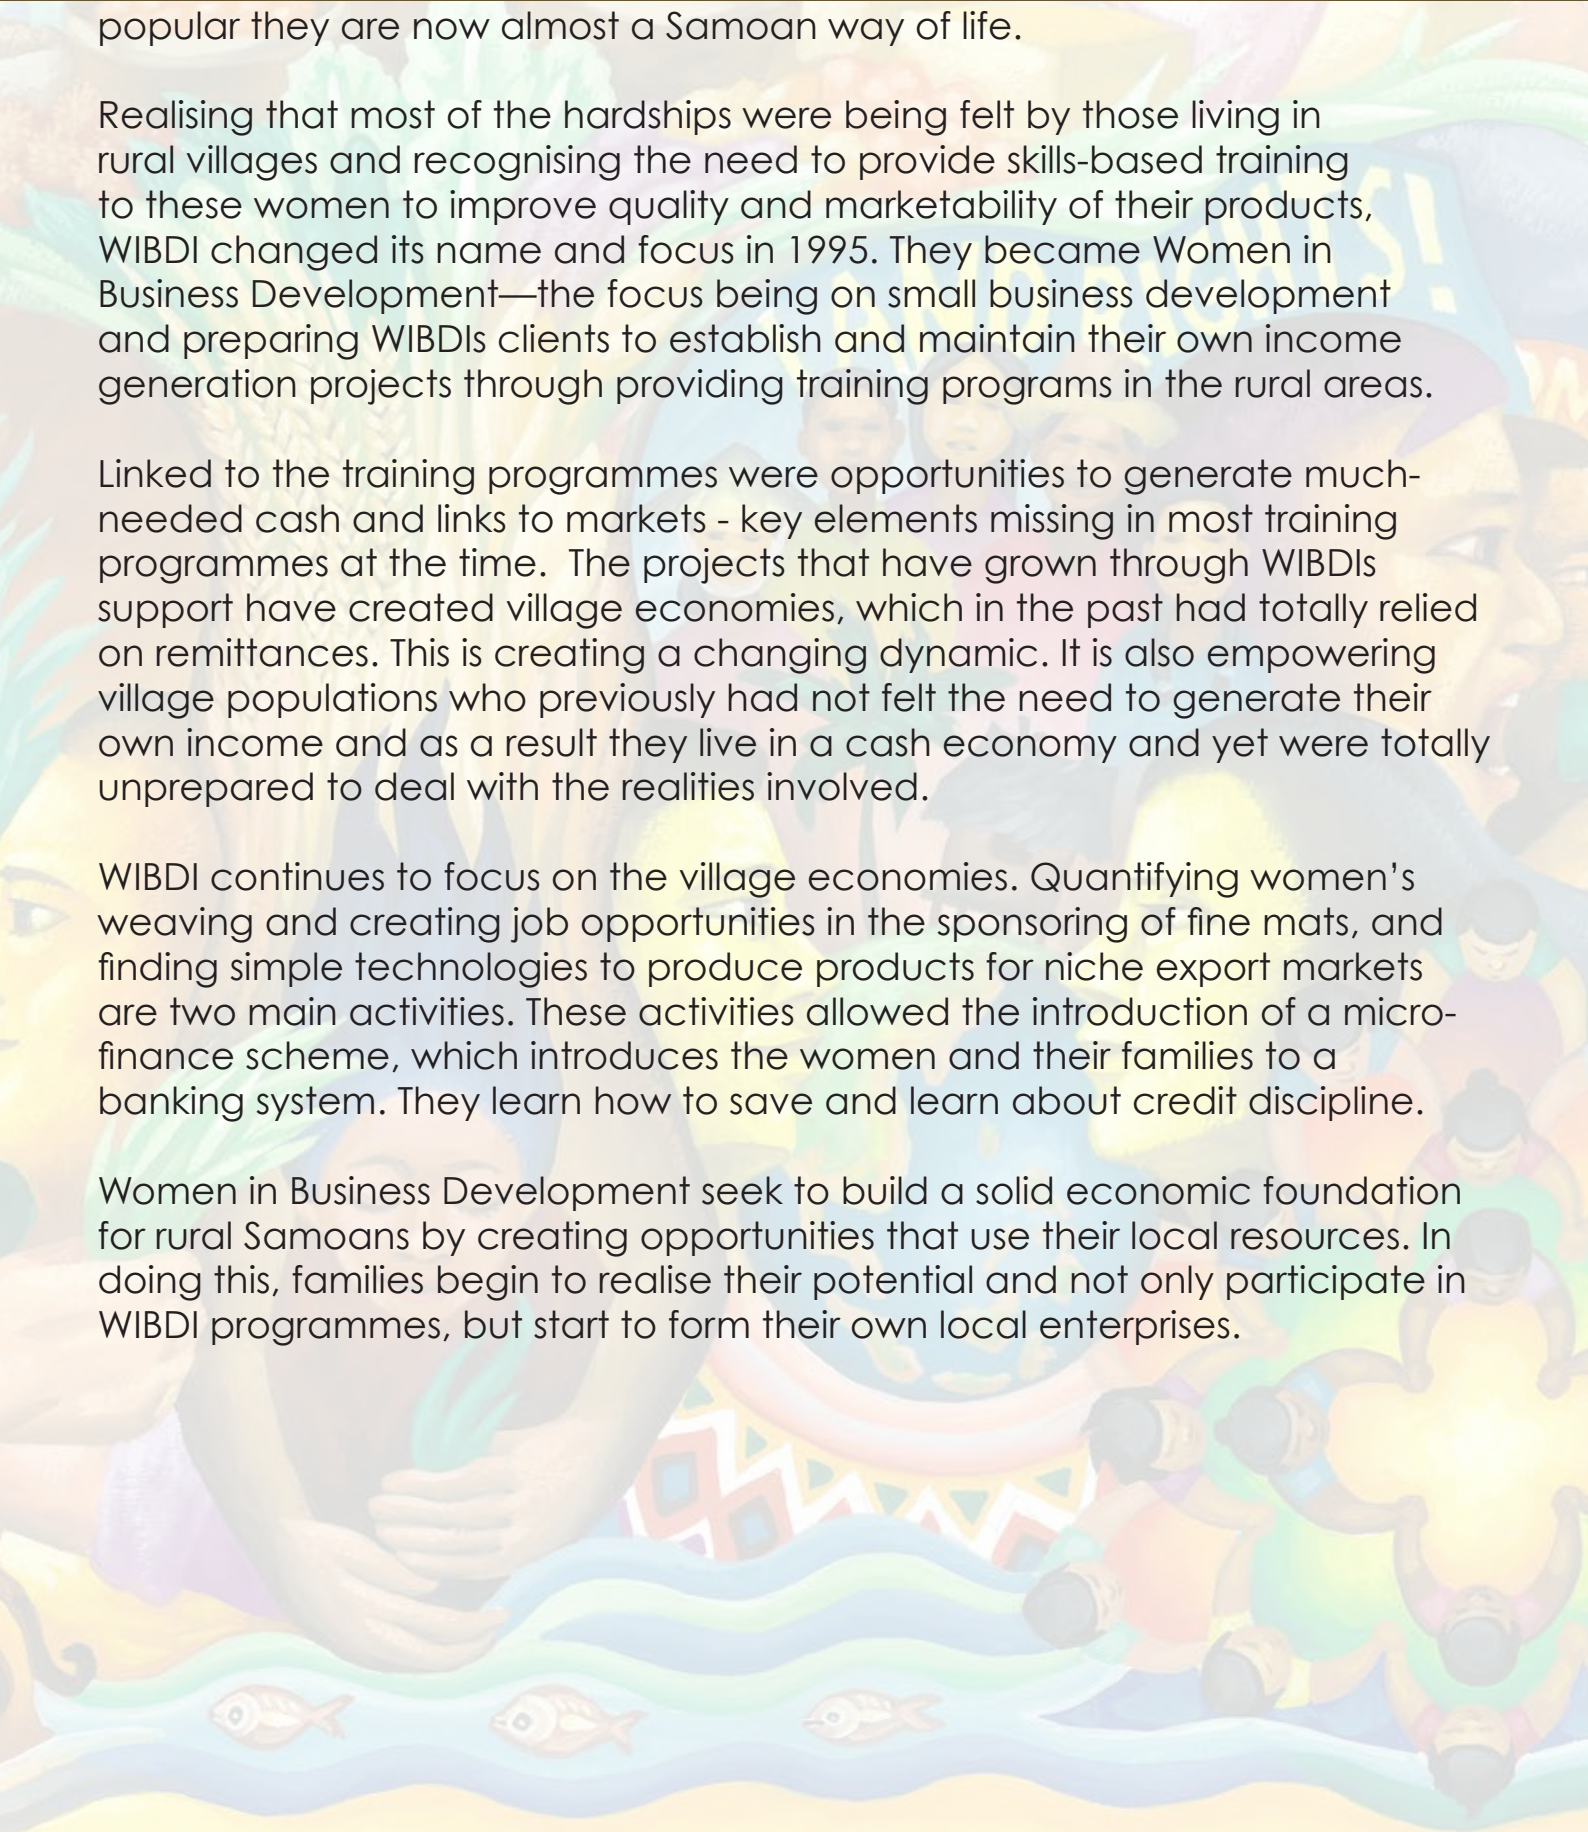 popular they are now almost a Samoan way of life.
Realising that most of the hardships were being felt by those living in
rural villages and recognising the need to provide skills-based training
to these women to improve quality and marketability of their products,
WIBDI changed its name and focus in 1995. They became Women in
Business Development—the focus being on small business development
and preparing WIBDIs clients to establish and maintain their own income
generation projects through providing training programs in the rural areas.
Linked to the training programmes were opportunities to generate much-
needed cash and links to markets - key elements missing in most training
programmes at the time.  The projects that have grown through WIBDIs
support have created village economies, which in the past had totally relied
on remittances. This is creating a changing dynamic. It is also empowering
village populations who previously had not felt the need to generate their
own income and as a result they live in a cash economy and yet were totally
unprepared to deal with the realities involved.
WIBDI continues to focus on the village economies. Quantifying women’s
weaving and creating job opportunities in the sponsoring of fine mats, and
finding simple technologies to produce products for niche export markets
are two main activities. These activities allowed the introduction of a micro-
finance scheme, which introduces the women and their families to a
banking system. They learn how to save and learn about credit discipline.
Women in Business Development seek to build a solid economic foundation
for rural Samoans by creating opportunities that use their local resources. In
doing this, families begin to realise their potential and not only participate in
WIBDI programmes, but start to form their own local enterprises.
LAND RIGHTS!